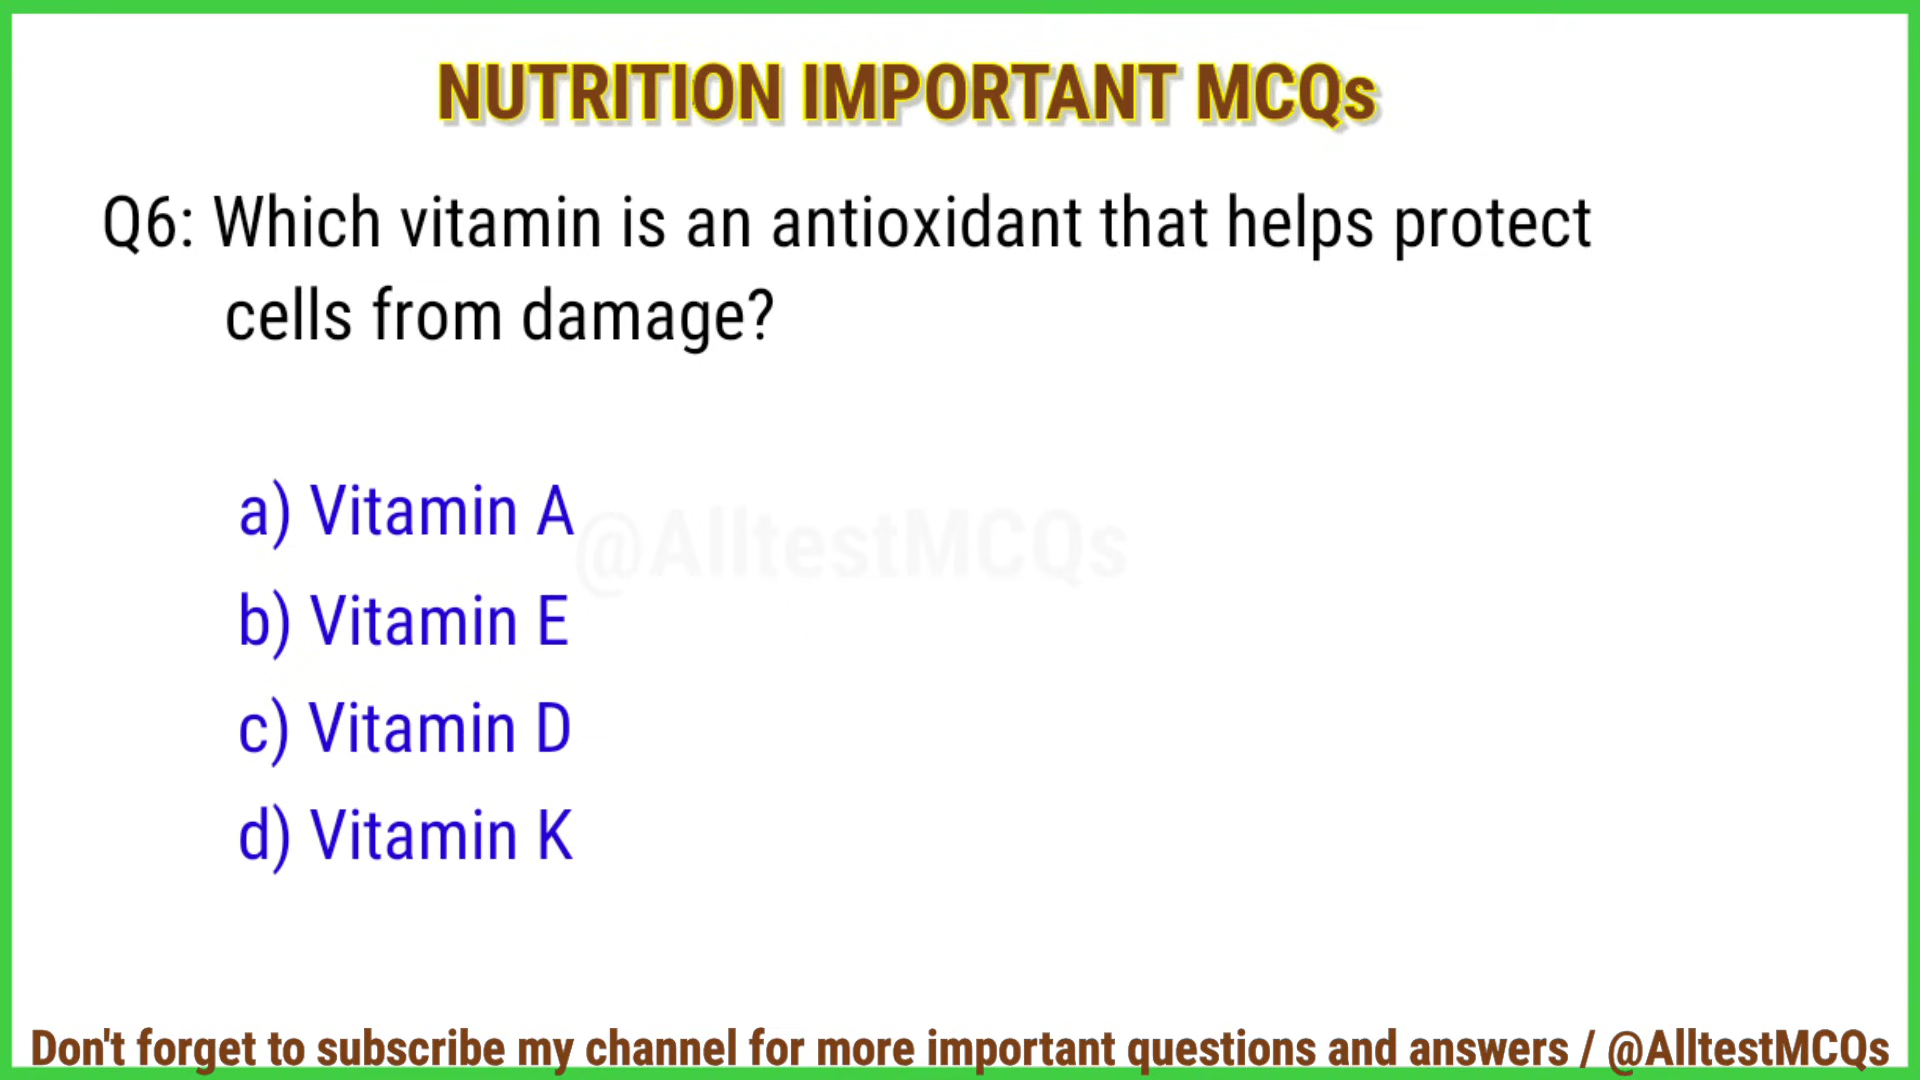 NUTRITION IMPORTANT MCQs
Q6: Which vitamin is an antioxidant that helps protect
cells from damage?
a) Vitamin A
@AlltestMCQs
b) Vitamin E
c) Vitamin D
d) Vitamin K
Don't forget to subscribe my channel for more important questions and answers / @AlltestMCQs